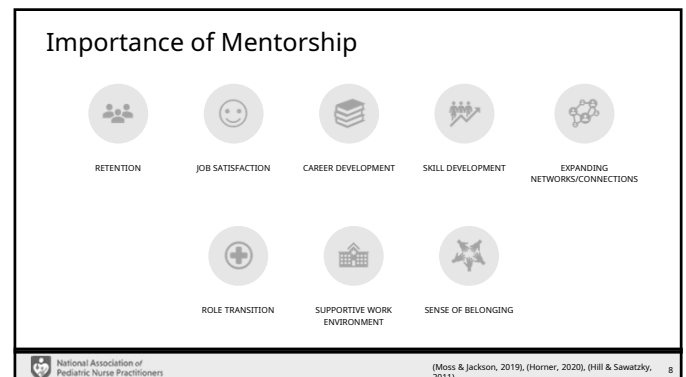 Importance of Mentorship
RETENTION
JOB SATISFACTION
CAREER DEVELOPMENT
SKILL DEVELOPMENT
EXPANDING
NETWORKS/CONNECTIONS
ROLE TRANSITION
SUPPORTIVE WORK
ENVIRONMENT
SENSE OF BELONGING
National Association of
Pediatric Nurse Practitioners
(Moss & Jackson, 2019), (Horner, 2020), (Hill & Sawatzky,
2011)
8